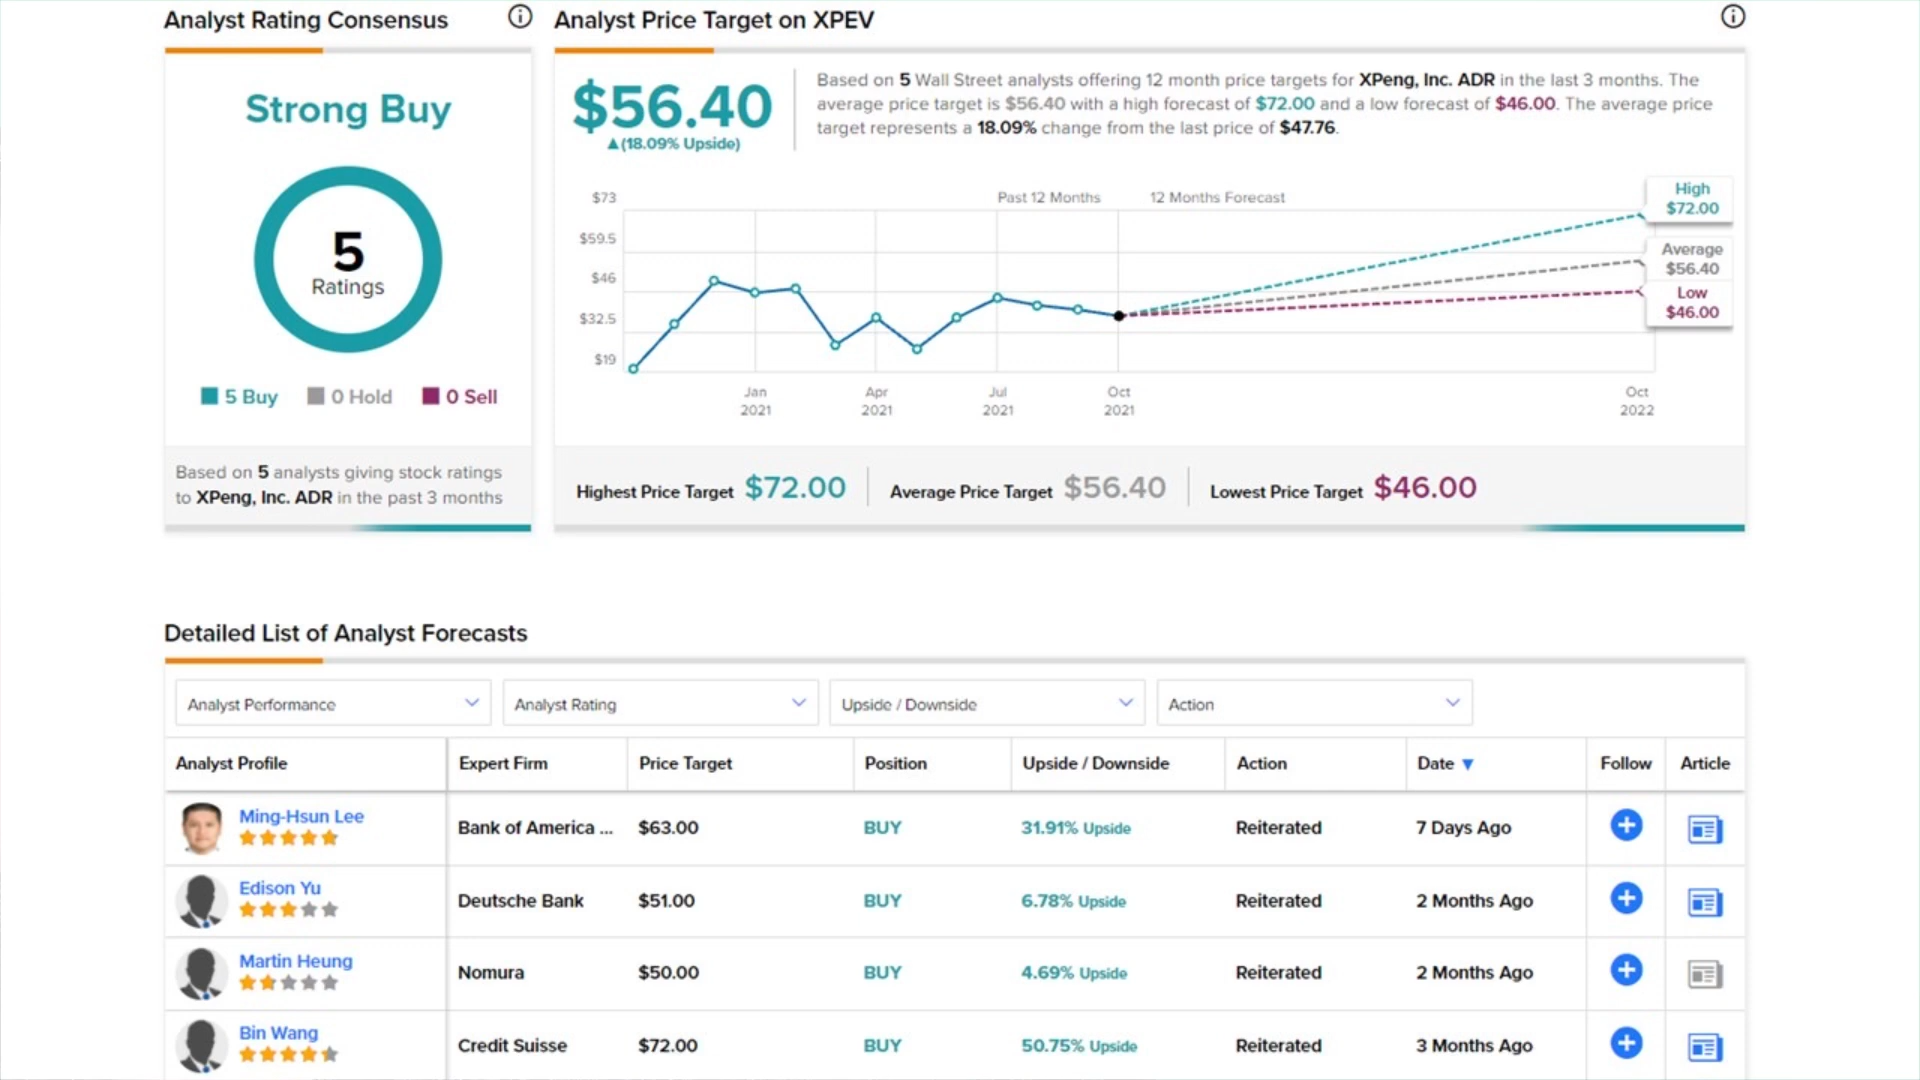 Analyst Rating Consensus
Analyst Price Target on XPEV
Strong Buy
5
Ratings
5 Buy 0 Hold 0 Sell
Based on 5 analysts giving stock ratings
to XPeng, Inc. ADR in the past 3 months
$56.40
▲(18.09% Upside)
Based on 5 Wall Street analysts offering 12 month price targets for XPeng, Inc. ADR in the last 3 months. The
average price target is $56.40 with a high forecast of $72.00 and a low forecast of $46.00. The average price
target represents a 18.09% change from the last price of $47.76.
Past 12 Months 12 Months Forecast
$73
$59.5
$46
$32.5
$19
High
$72.00
Average
$56.40
Low
$46.00
Jan Apr Jul Oct Oct
2021 2021 2021 2021 2022
Highest Price Target $72.00 Average Price Target $56.40 Lowest Price Target $46.00
Detailed List of Analyst Forecasts
Analyst Performance Analyst Rating Upside / Downside Action
Analyst Profile Expert Firm Price Target Position Upside / Downside Action Date ▼ Follow Article
Ming-Hsun Lee Bank of America ... $63.00 BUY 31.91% Upside Reiterated 7 Days Ago
Edison Yu Deutsche Bank $51.00 BUY 6.78% Upside Reiterated 2 Months Ago
Martin Heung Nomura $50.00 BUY 4.69% Upside Reiterated 2 Months Ago
Bin Wang Credit Suisse $72.00 BUY 50.75% Upside Reiterated 3 Months Ago